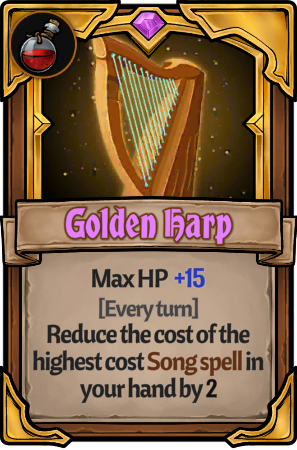 Golden Harp
Max HP +15
[Every turn]
Reduce the cost of the
highest cost Song spell in
your hand by 2